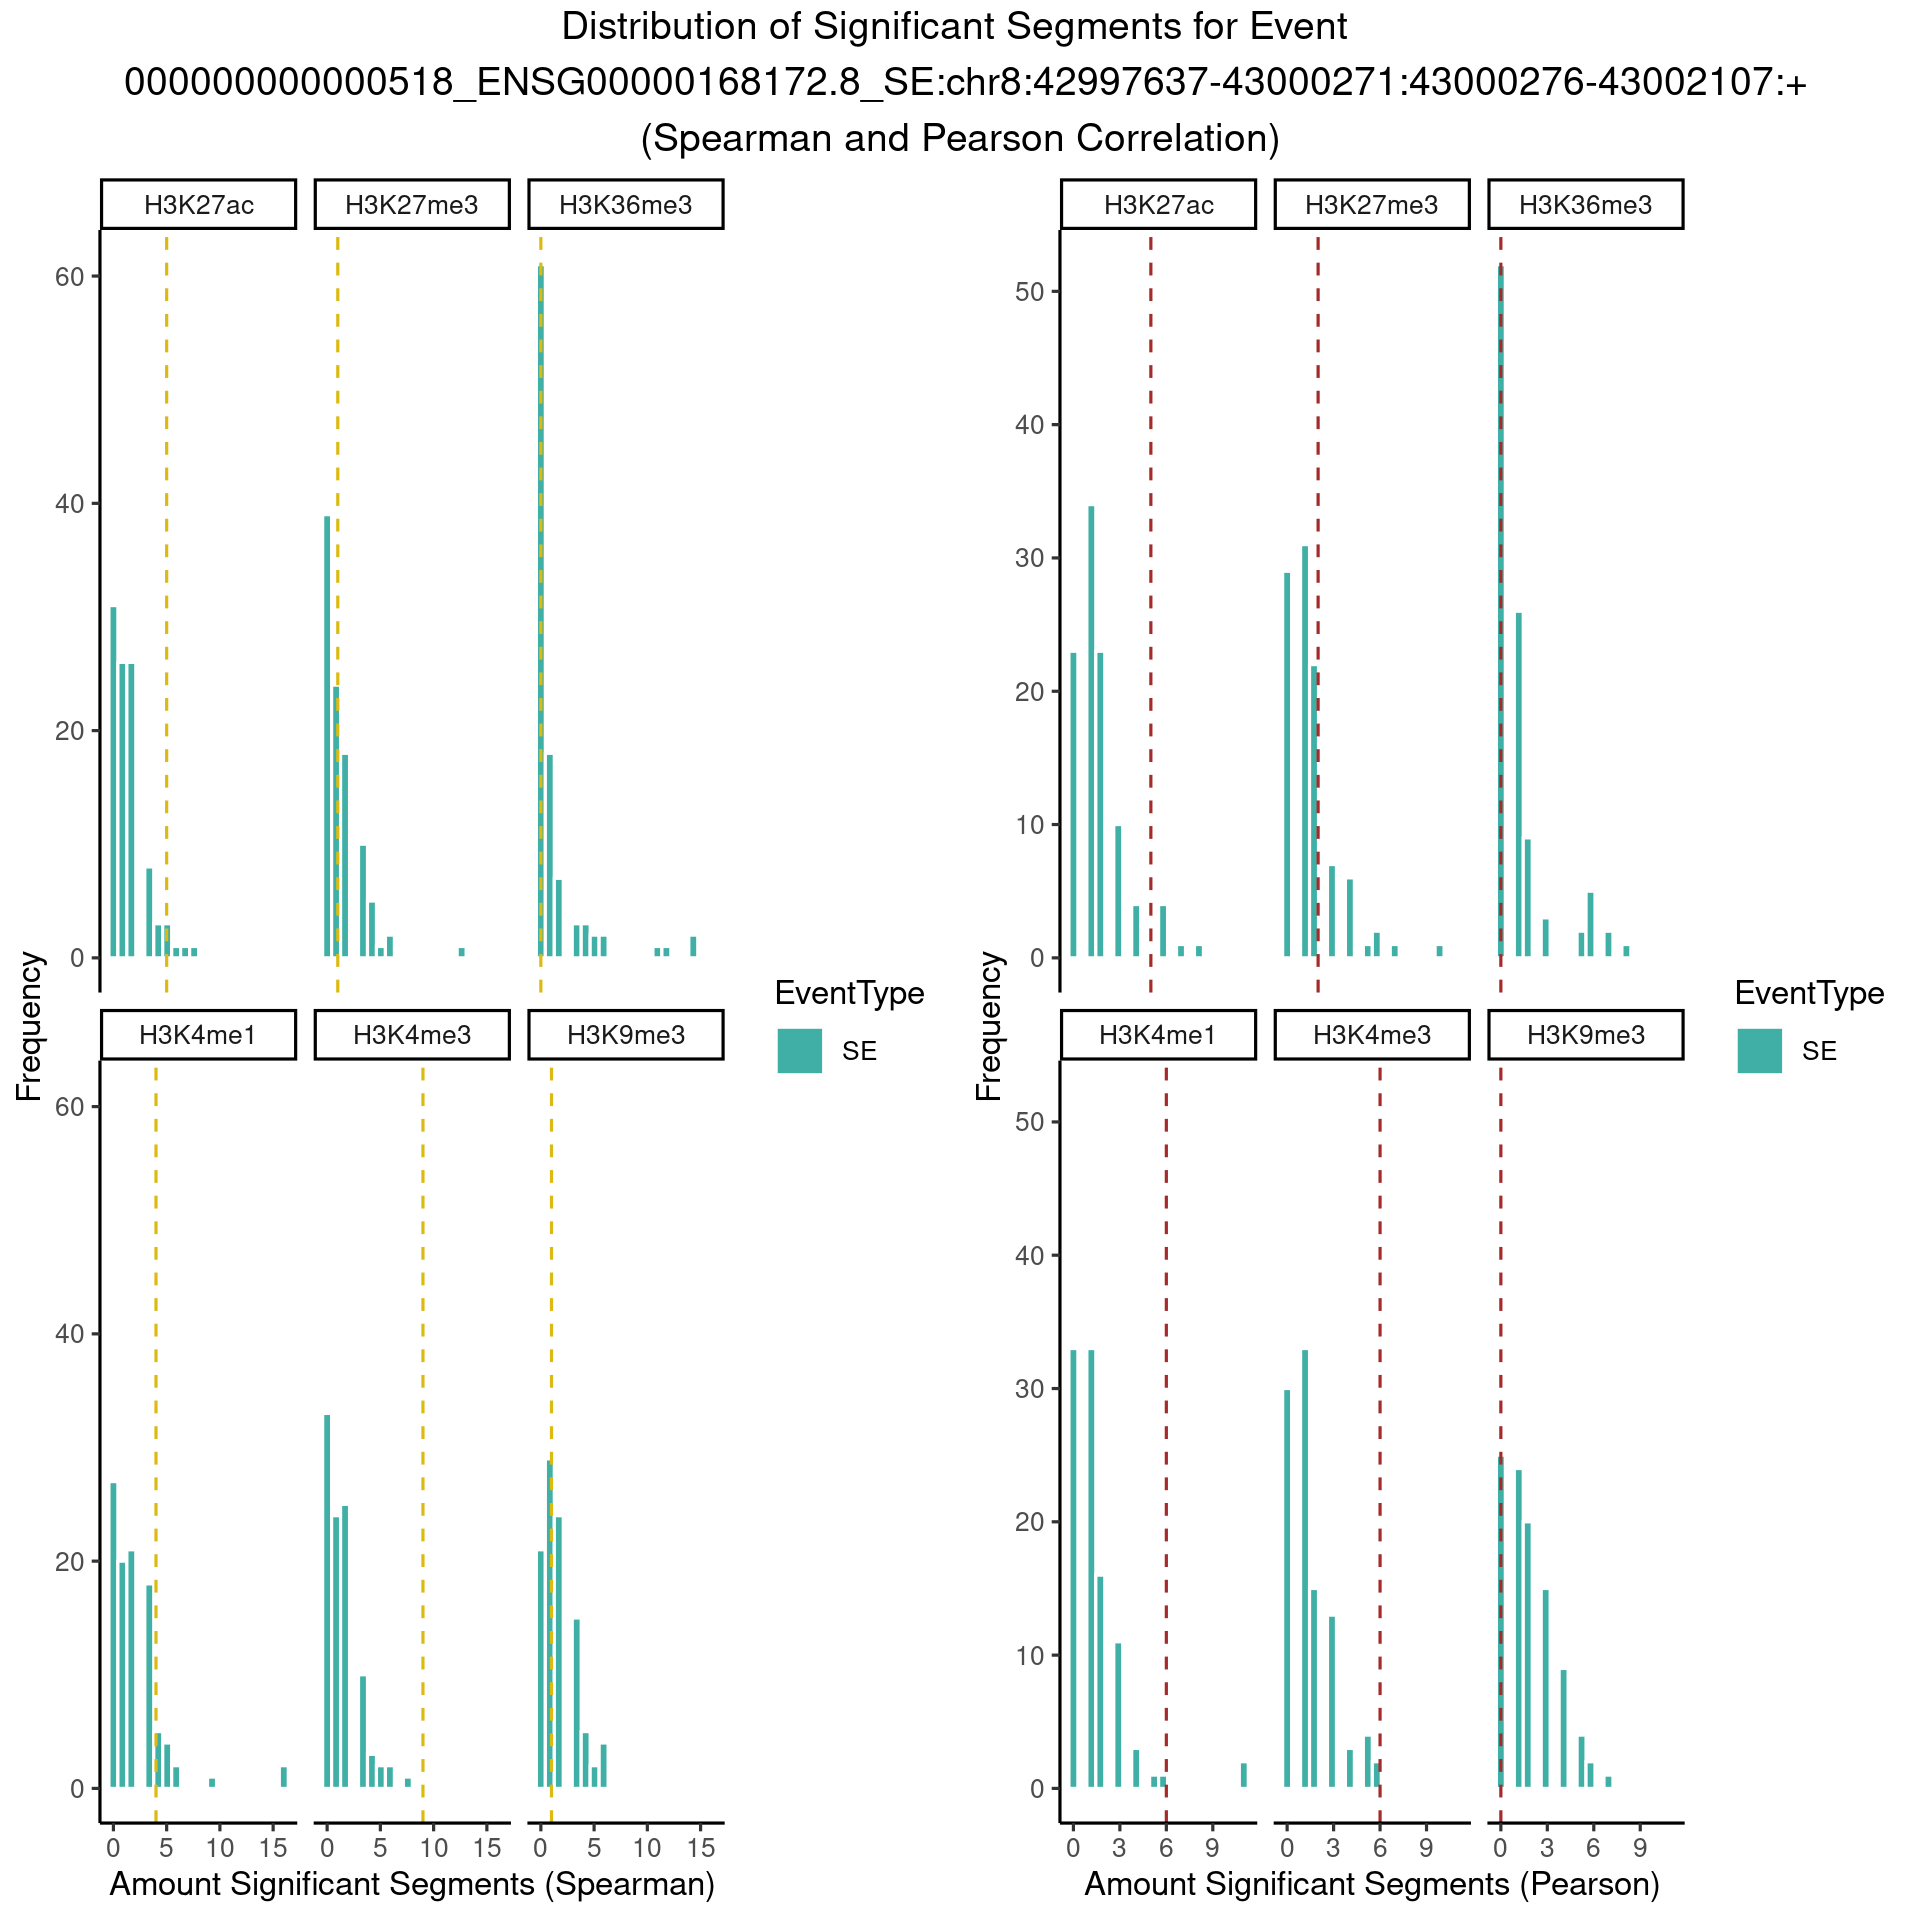 Distribution of Significant Segments for Event
000000000000518_ENSG00000168172.8_SE:chr8:42997637-43000271:43000276-43002107:+
(Spearman and Pearson Correlation)
H3K27ac H3K27me3 H3K36me3
60
40
20
0
H3K4me1 H3K4me3 H3K9me3
60
40
20
0
0 5 10 15 0 5 10 15 0 5 10 15
Amount Significant Segments (Spearman)
Frequency
EventType
SE
H3K27ac H3K27me3 H3K36me3
50
40
30
20
10
0
H3K4me1 H3K4me3 H3K9me3
50
40
30
20
10
0
0 3 6 9 0 3 6 9 0 3 6 9
Amount Significant Segments (Pearson)
Frequency
EventType
SE